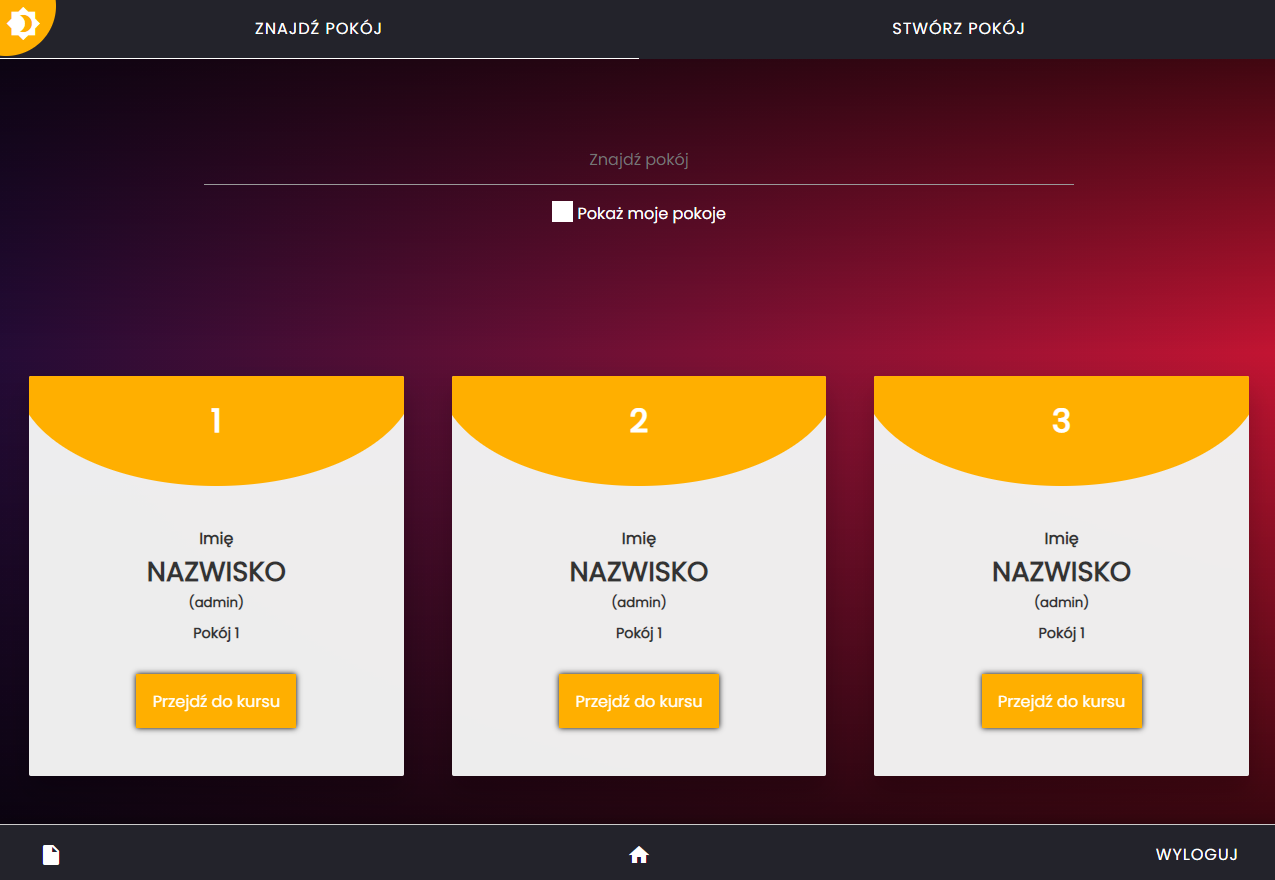 ZNAJDŹ POKÓJ
STWÓRZ POKÓJ
Znajdź pokój
Pokaż moje pokoje
1
Imię
NAZWISKO
(admin)
Pokój 1
Przejdź do kursu
2
Imię
NAZWISKO
(admin)
Pokój 1
Przejdź do kursu
3
Imię
NAZWISKO
(admin)
Pokój 1
Przejdź do kursu
WYLOGUJ